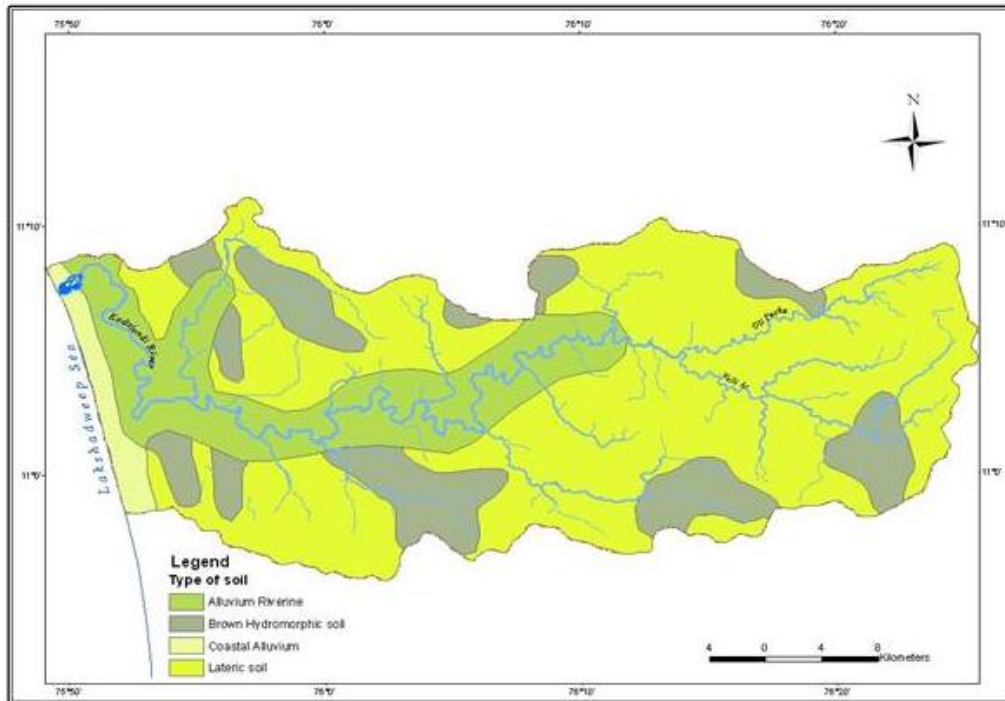 75°50' 76°0' 76°10' 76°20'
N
11°10' 11°10'
Kadalundi River
Oli Puzha
Lakshadweep Sea
11°0' 11°0'
Legend
Type of soil
Alluvium Riverine
Brown Hydromorphic soil
Coastal Alluvium
Lateric soil
4 0 4 8
Kilometers
75°50' 76°0' 76°10' 76°20'